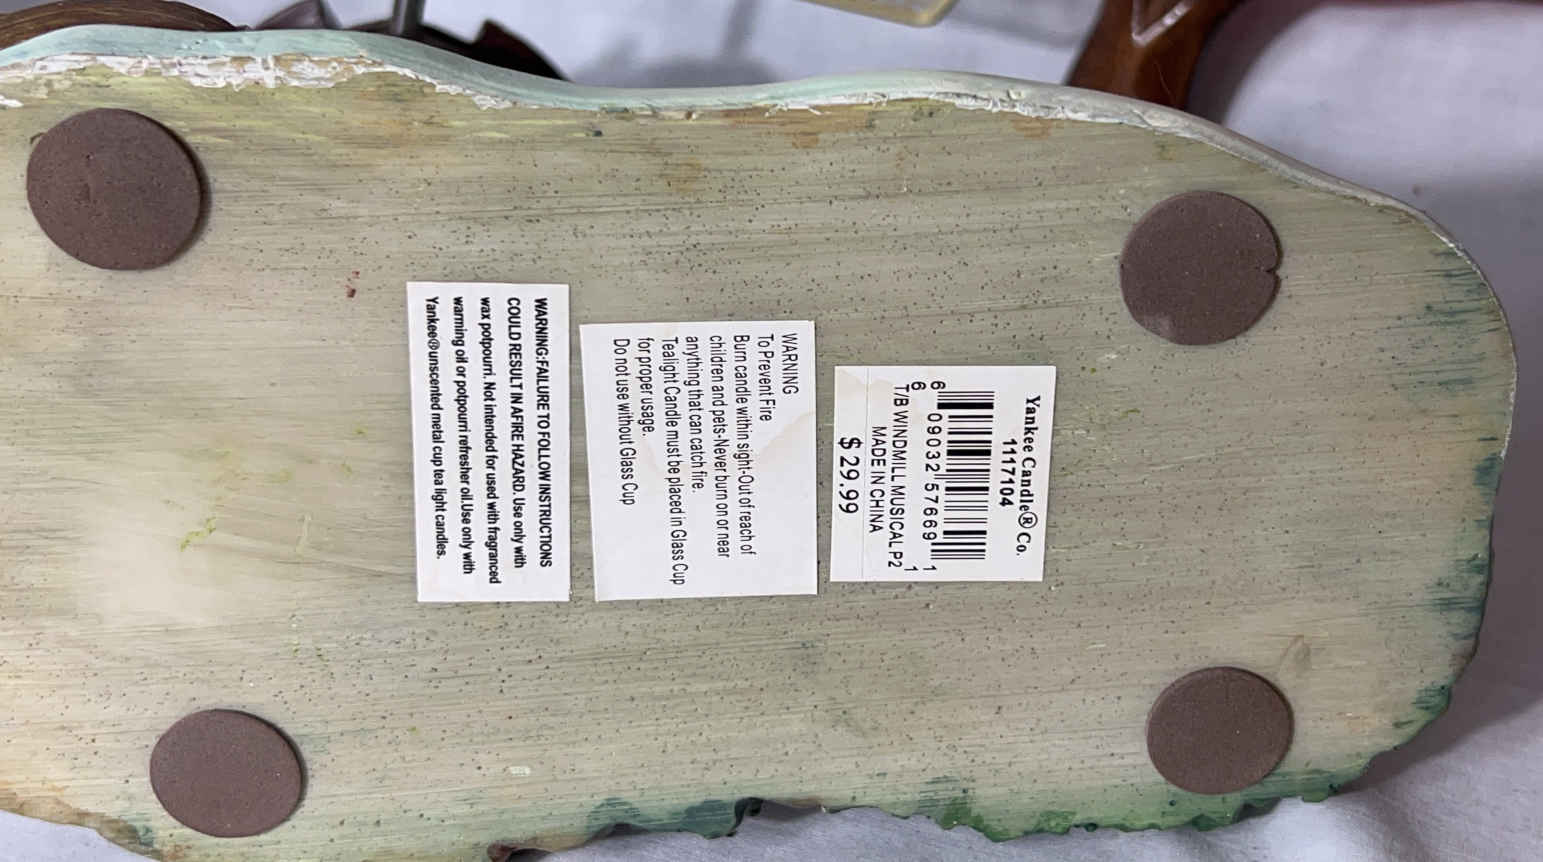 Yankee Candle® Co.
1117104
6 09032 57669 1
6 1
T/B WINDMILL MUSICAL P2
MADE IN CHINA
$ 29.99
WARNING
To Prevent Fire
Burn candle within sight-Out of reach of
children and pets-Never burn on or near
anything that can catch fire.
Tealight Candle must be placed in Glass Cup
for proper usage.
Do not use without Glass Cup
WARNING:FAILURE TO FOLLOW INSTRUCTIONS
COULD RESULT IN AFIRE HAZARD. Use only with
wax potpourri. Not intended for used with fragranced
warming oil or potpourri refresher oil.Use only with
Yankee®unscented metal cup tea light candles.